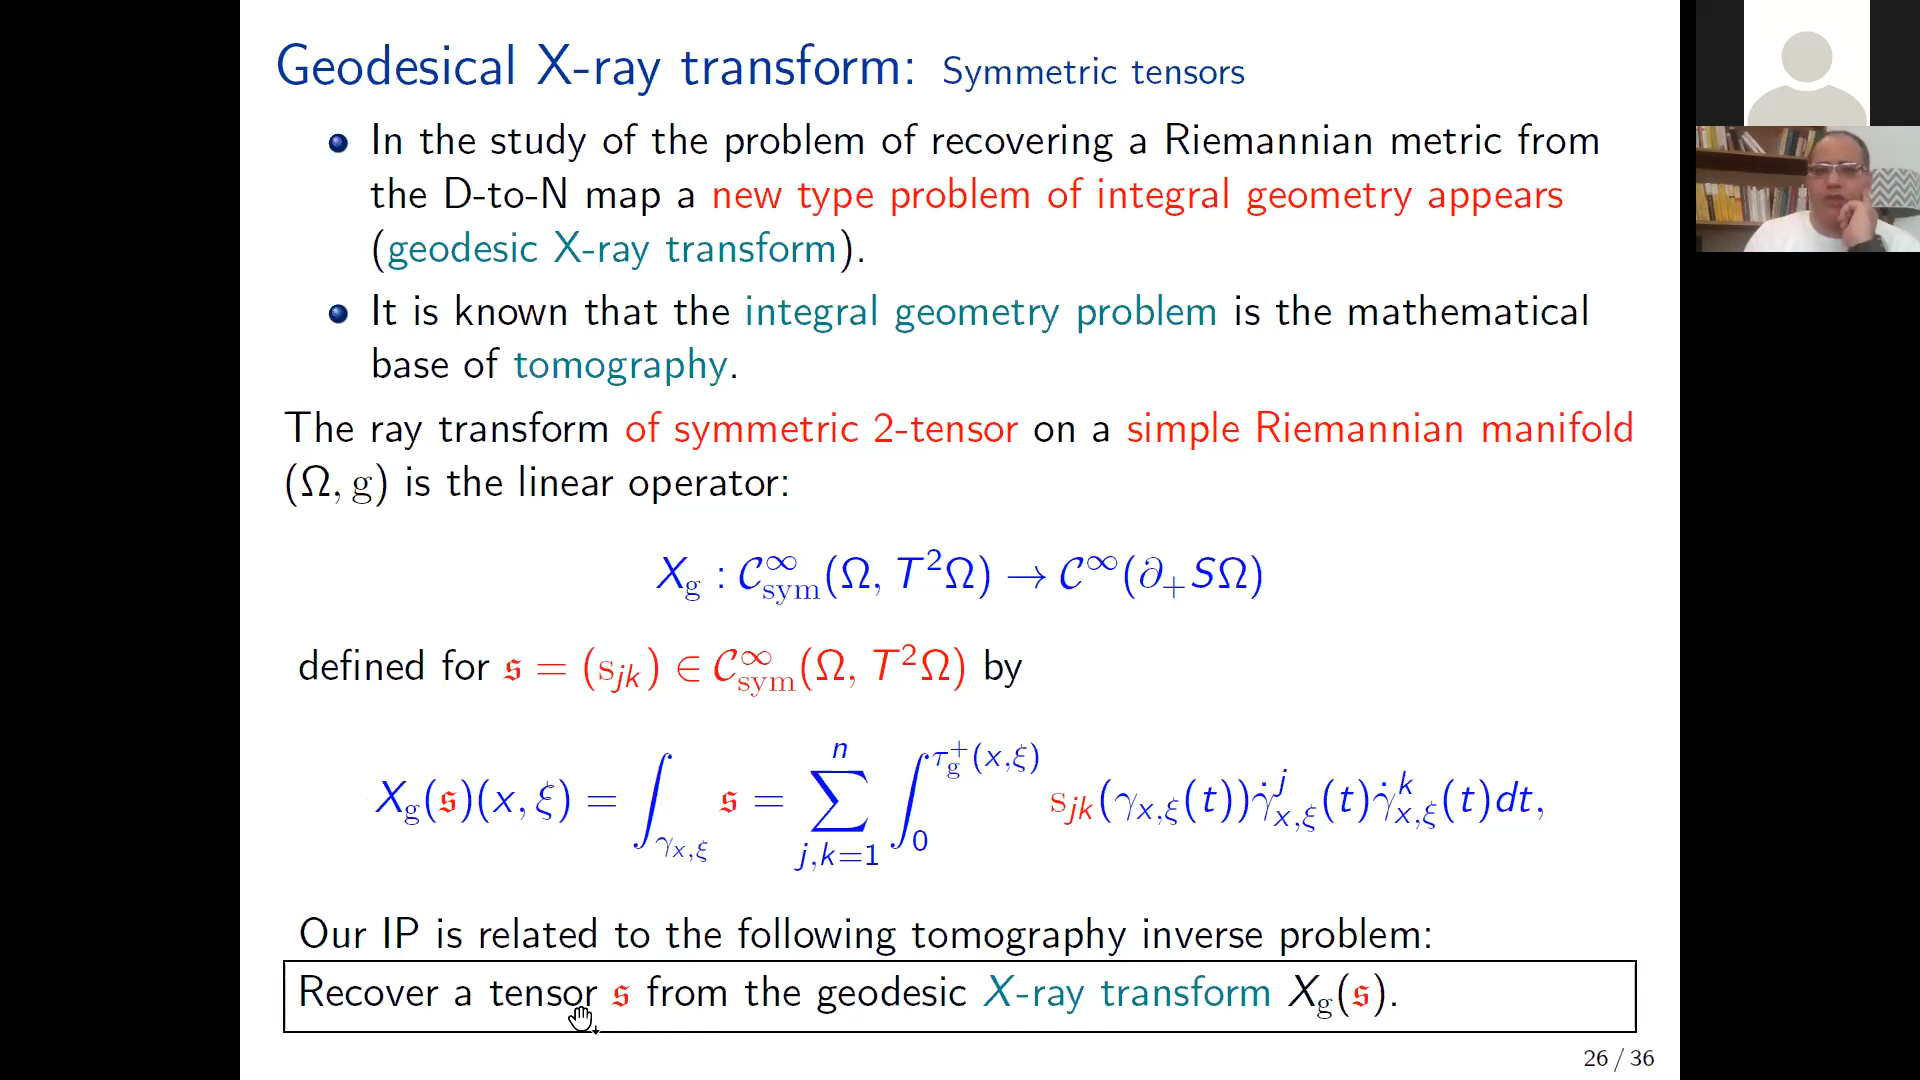 Geodesical X-ray transform: Symmetric tensors
In the study of the problem of recovering a Riemannian metric from
the D-to-N map a new type problem of integral geometry appears
(geodesic X-ray transform).
It is known that the integral geometry problem is the mathematical
base of tomography.
The ray transform of symmetric 2-tensor on a simple Riemannian manifold
(Ω, g) is the linear operator:
X_g : 𝒞^∞_sym(Ω, T²Ω) → 𝒞^∞(∂₊SΩ)
defined for 𝔰 = (s_jk) ∈ 𝒞^∞_sym(Ω, T²Ω) by
X_g(𝔰)(x, ξ) = ∫_{γ_{x,ξ}} 𝔰 = ∑_{j,k=1}^{n} ∫_0^{τ_g^+(x,ξ)} s_jk(γ_{x,ξ}(t)) γ̇^j_{x,ξ}(t) γ̇^k_{x,ξ}(t) dt,
Our IP is related to the following tomography inverse problem:
Recover a tensor 𝔰 from the geodesic X-ray transform X_g(𝔰).
26 / 36